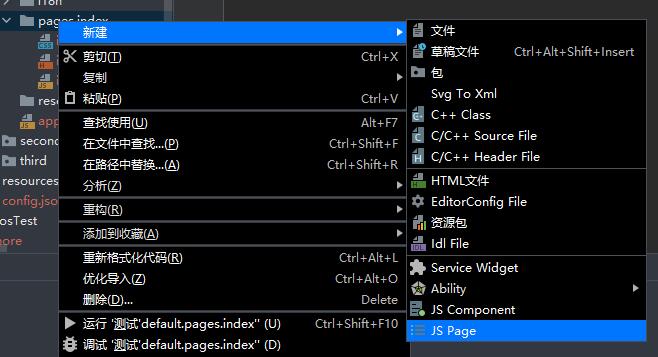 i18n
pages.index
CSS
H
JS
res
JS app
second
third
resources
config.jso
osTest
nore
新建
剪切(T) Ctrl+X
复制
粘贴(P) Ctrl+V
查找使用(U) Alt+F7
在文件中查找...(P) Ctrl+Shift+F
在路径中替换...(A) Ctrl+Shift+R
分析(Z)
重构(R)
添加到收藏(A)
重新格式化代码(R) Ctrl+Alt+L
优化导入(Z) Ctrl+Alt+O
删除(D)... Delete
运行 '测试'default.pages.index'' (U) Ctrl+Shift+F10
调试 '测试'default.pages.index'' (D)
文件
草稿文件 Ctrl+Alt+Shift+Insert
包
Svg To Xml
C++ Class
C/C++ Source File
C/C++ Header File
HTML文件
EditorConfig File
资源包
Idl File
Service Widget
Ability
JS Component
JS Page